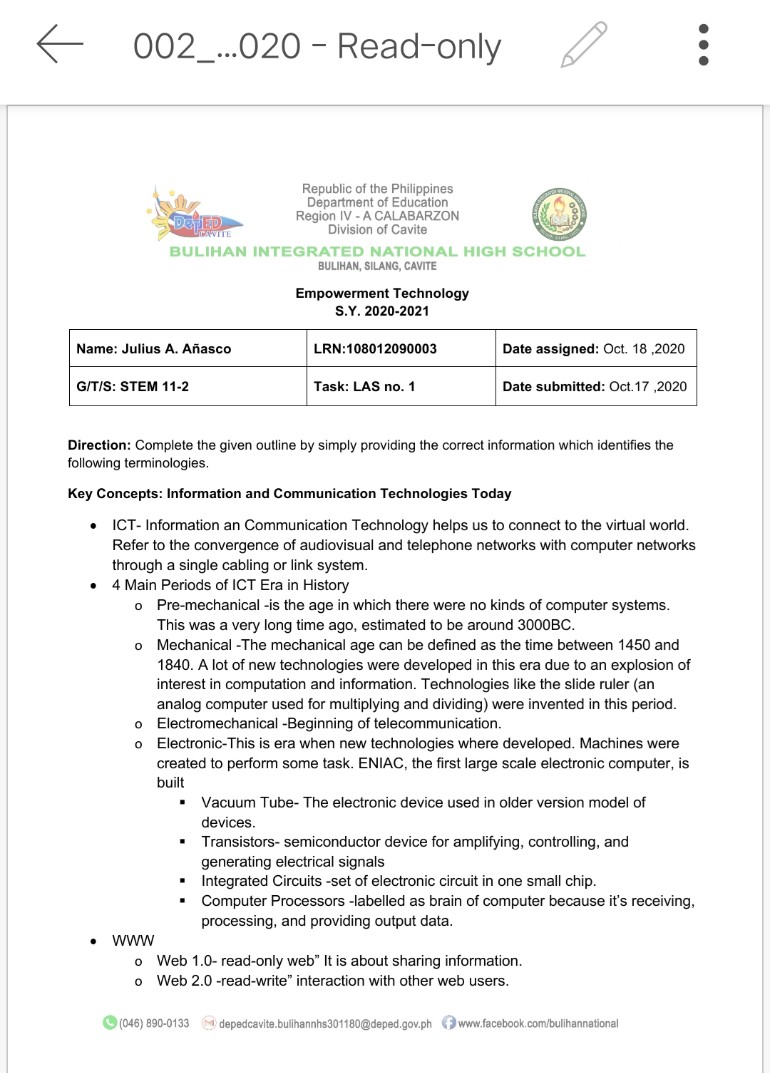 002_...020 - Read-only
Republic of the Philippines
Department of Education
Region IV - A CALABARZON
Division of Cavite
DepED
CAVITE
BULIHAN INTEGRATED NATIONAL HIGH SCHOOL
BULIHAN, SILANG, CAVITE
Empowerment Technology
S.Y. 2020-2021
Name: Julius A. Añasco
LRN:108012090003
Date assigned: Oct. 18 ,2020
G/T/S: STEM 11-2
Task: LAS no. 1
Date submitted: Oct.17 ,2020
Direction: Complete the given outline by simply providing the correct information which identifies the
following terminologies.
Key Concepts: Information and Communication Technologies Today
• ICT- Information an Communication Technology helps us to connect to the virtual world.
Refer to the convergence of audiovisual and telephone networks with computer networks
through a single cabling or link system.
• 4 Main Periods of ICT Era in History
o Pre-mechanical -is the age in which there were no kinds of computer systems.
This was a very long time ago, estimated to be around 3000BC.
o Mechanical -The mechanical age can be defined as the time between 1450 and
1840. A lot of new technologies were developed in this era due to an explosion of
interest in computation and information. Technologies like the slide ruler (an
analog computer used for multiplying and dividing) were invented in this period.
o Electromechanical -Beginning of telecommunication.
o Electronic-This is era when new technologies where developed. Machines were
created to perform some task. ENIAC, the first large scale electronic computer, is
built
▪ Vacuum Tube- The electronic device used in older version model of
devices.
▪ Transistors- semiconductor device for amplifying, controlling, and
generating electrical signals
▪ Integrated Circuits -set of electronic circuit in one small chip.
▪ Computer Processors -labelled as brain of computer because it's receiving,
processing, and providing output data.
• WWW
o Web 1.0- read-only web" It is about sharing information.
o Web 2.0 -read-write" interaction with other web users.
(046) 890-0133 depedcavite.bulihannhs301180@deped.gov.ph www.facebook.com/bulihannational